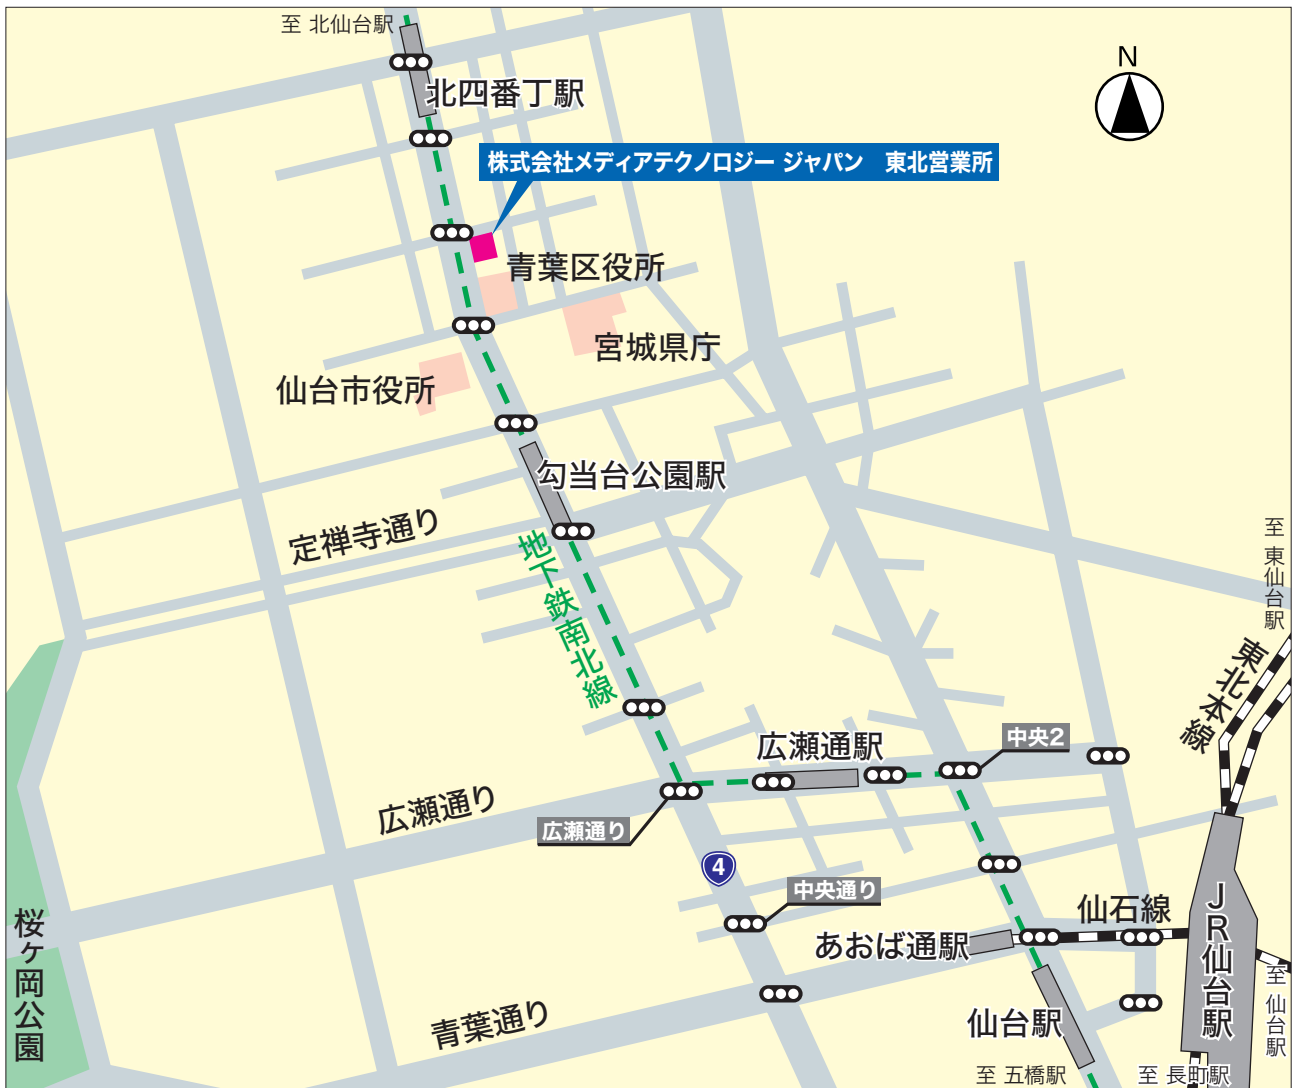 至 北仙台駅
N
北四番丁駅
株式会社メディアテクノロジー ジャパン　東北営業所
青葉区役所
宮城県庁
仙台市役所
勾当台公園駅
定禅寺通り
地下鉄南北線
至 東仙台駅
東北本線
広瀬通駅
中央2
広瀬通り
広瀬通り
4
中央通り
仙石線
あおば通駅
JR仙台駅
桜ヶ岡公園
青葉通り
仙台駅
至 仙台駅
至 五橋駅
至 長町駅